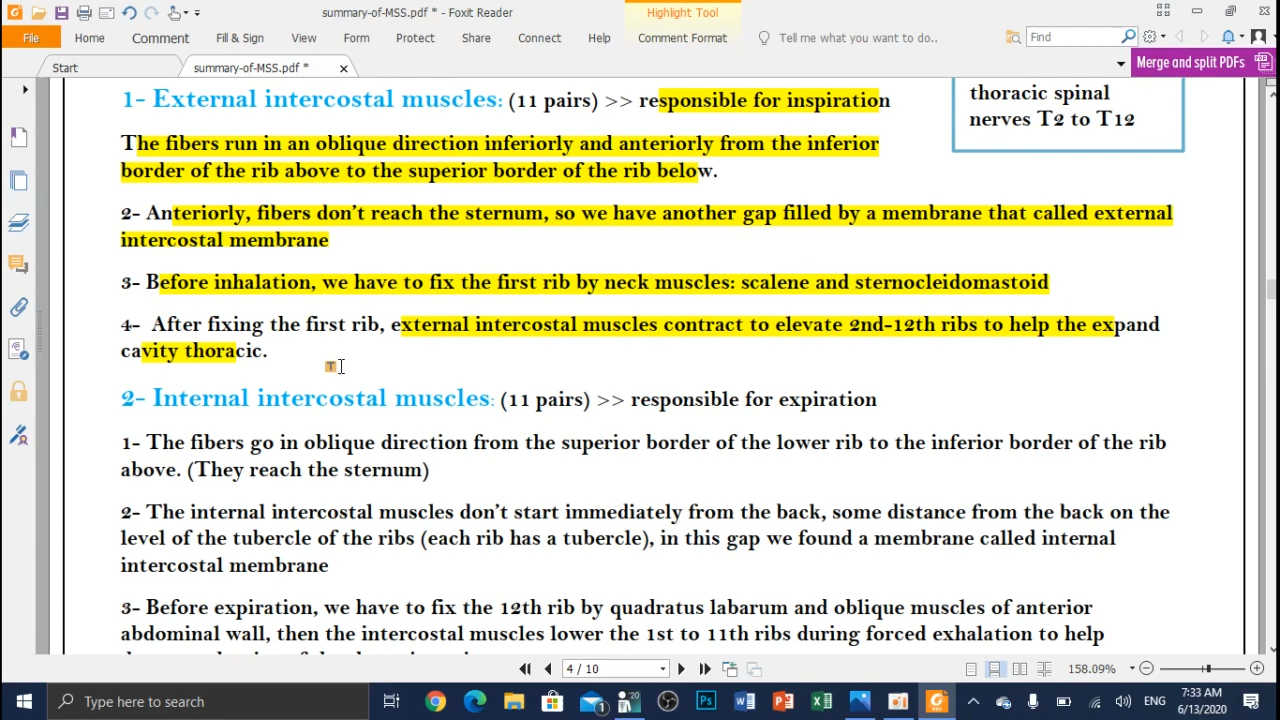 summary-of-MSS.pdf * - Foxit Reader
Highlight Tool
File Home Comment Fill & Sign View Form Protect Share Connect Help Comment Format Tell me what you want to do.. Find
Start summary-of-MSS.pdf * Merge and split PDFs
1- External intercostal muscles: (11 pairs) >> responsible for inspiration
thoracic spinal
nerves T2 to T12
The fibers run in an oblique direction inferiorly and anteriorly from the inferior
border of the rib above to the superior border of the rib below.
2- Anteriorly, fibers don't reach the sternum, so we have another gap filled by a membrane that called external
intercostal membrane
3- Before inhalation, we have to fix the first rib by neck muscles: scalene and sternocleidomastoid
4- After fixing the first rib, external intercostal muscles contract to elevate 2nd-12th ribs to help the expand
cavity thoracic.
2- Internal intercostal muscles: (11 pairs) >> responsible for expiration
1- The fibers go in oblique direction from the superior border of the lower rib to the inferior border of the rib
above. (They reach the sternum)
2- The internal intercostal muscles don't start immediately from the back, some distance from the back on the
level of the tubercle of the ribs (each rib has a tubercle), in this gap we found a membrane called internal
intercostal membrane
3- Before expiration, we have to fix the 12th rib by quadratus labarum and oblique muscles of anterior
abdominal wall, then the intercostal muscles lower the 1st to 11th ribs during forced exhalation to help
4 / 10 158.09%
Type here to search
ENG
7:33 AM
6/13/2020